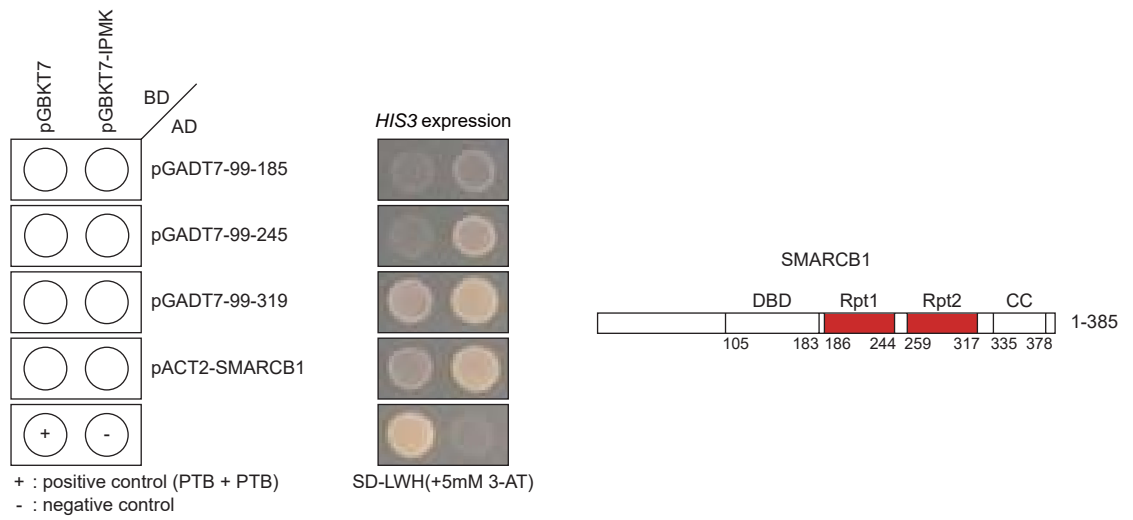 pGBKT7
pGBKT7-IPMK
BD
AD
HIS3 expression
pGADT7-99-185
pGADT7-99-245
pGADT7-99-319
pACT2-SMARCB1
+ -
+ : positive control (PTB + PTB)
- : negative control
SD-LWH(+5mM 3-AT)
SMARCB1
DBD Rpt1 Rpt2 CC
1-385
105 183 186 244 259 317 335 378